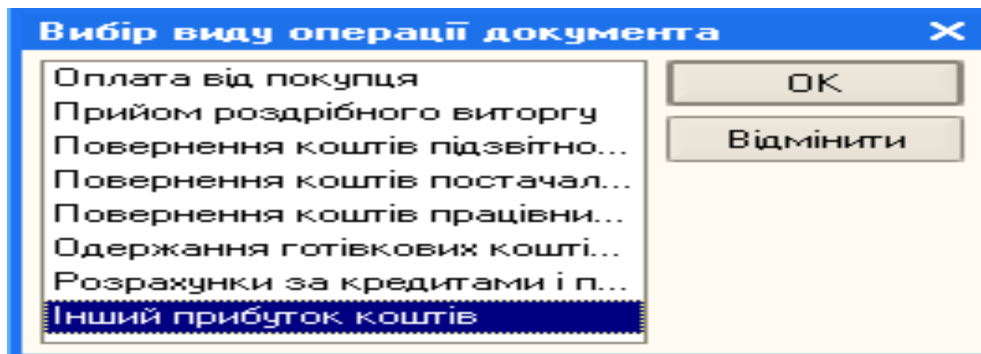 Вибір виду операції документа
Оплата від покупця
Прийом роздрібного виторгу
Повернення коштів підзвітно...
Повернення коштів постачал...
Повернення коштів працівни...
Одержання готівкових кошті...
Розрахунки за кредитами і п...
Інший прибуток коштів
ОК
Відмінити